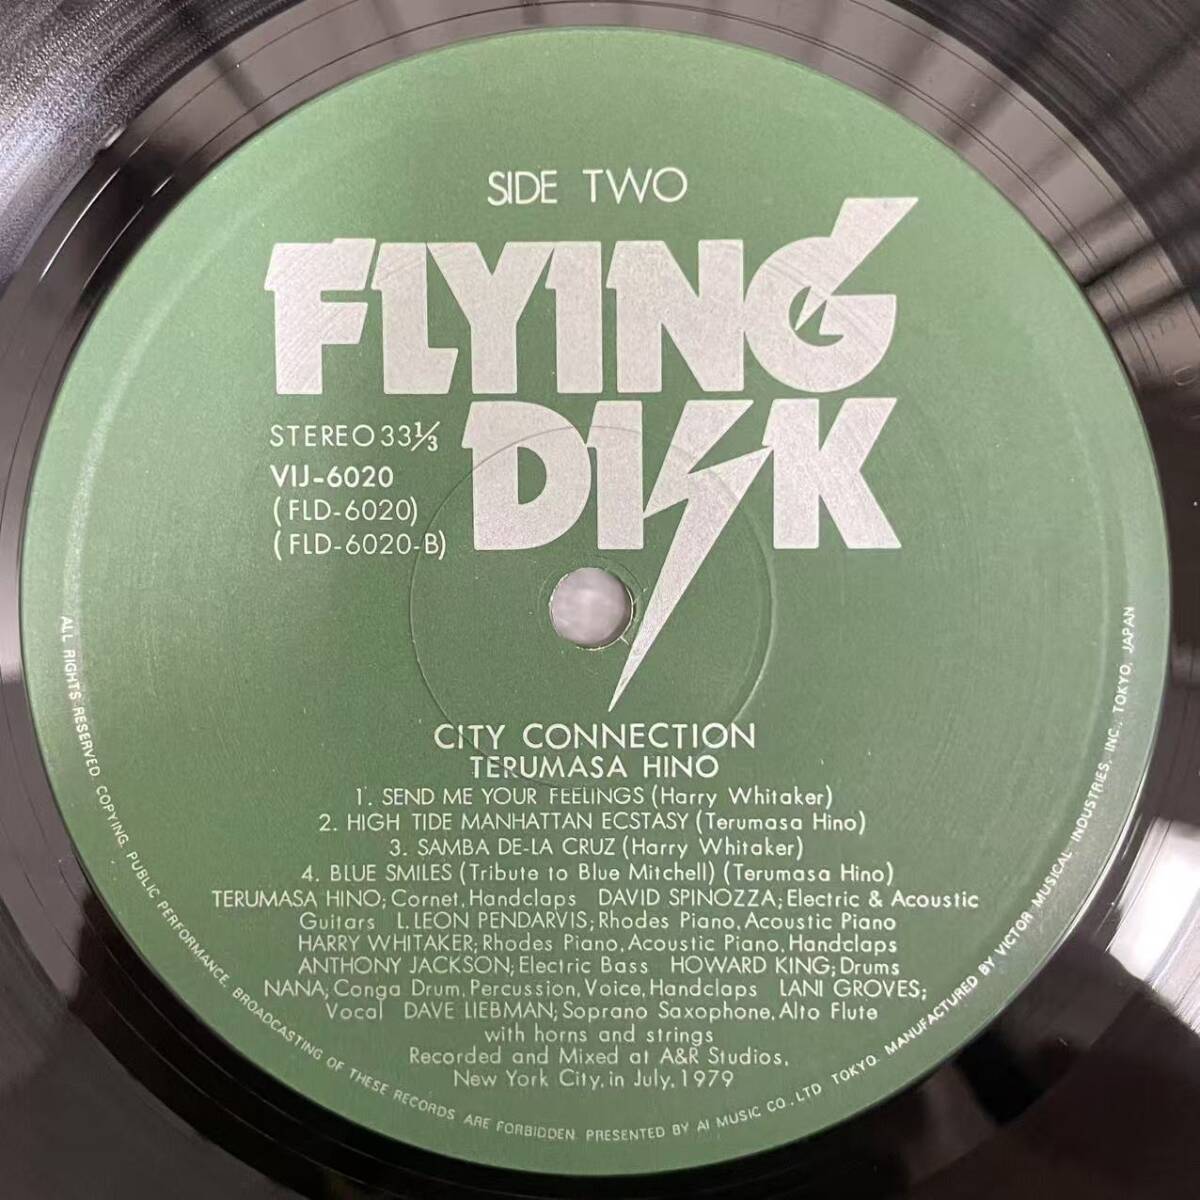 SIDE TWO
FLYING
DISK
STEREO 33⅓
VIJ-6020
(FLD-6020)
(FLD-6020-B)
CITY CONNECTION
TERUMASA HINO
1. SEND ME YOUR FEELINGS (Harry Whitaker)
2. HIGH TIDE MANHATTAN ECSTASY (Terumasa Hino)
3. SAMBA DE-LA CRUZ (Harry Whitaker)
4. BLUE SMILES (Tribute to Blue Mitchell) (Terumasa Hino)
TERUMASA HINO; Cornet, Handclaps DAVID SPINOZZA; Electric & Acoustic
Guitars L. LEON PENDARVIS; Rhodes Piano, Acoustic Piano
HARRY WHITAKER; Rhodes Piano, Acoustic Piano, Handclaps
ANTHONY JACKSON; Electric Bass HOWARD KING; Drums
NANA; Conga Drum, Percussion, Voice, Handclaps LANI GROVES;
Vocal DAVE LIEBMAN; Soprano Saxophone, Alto Flute
with horns and strings
Recorded and Mixed at A&R Studios,
New York City, in July, 1979
ALL RIGHTS RESERVED. COPYING, PUBLIC PERFORMANCE, BROADCASTING OF THESE RECORDS ARE FORBIDDEN. PRESENTED BY AI MUSIC CO., LTD TOKYO. MANUFACTURED BY VICTOR MUSICAL INDUSTRIES, INC., TOKYO, JAPAN